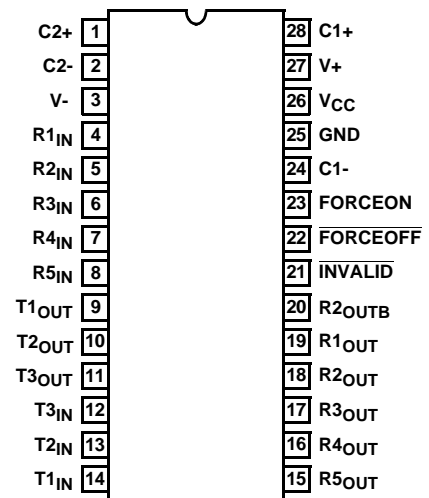 C2+ 1 28 C1+
C2- 2 27 V+
V- 3 26 VCC
R1IN 4 25 GND
R2IN 5 24 C1-
R3IN 6 23 FORCEON
R4IN 7 22 FORCEOFF
R5IN 8 21 INVALID
T1OUT 9 20 R2OUTB
T2OUT 10 19 R1OUT
T3OUT 11 18 R2OUT
T3IN 12 17 R3OUT
T2IN 13 16 R4OUT
T1IN 14 15 R5OUT